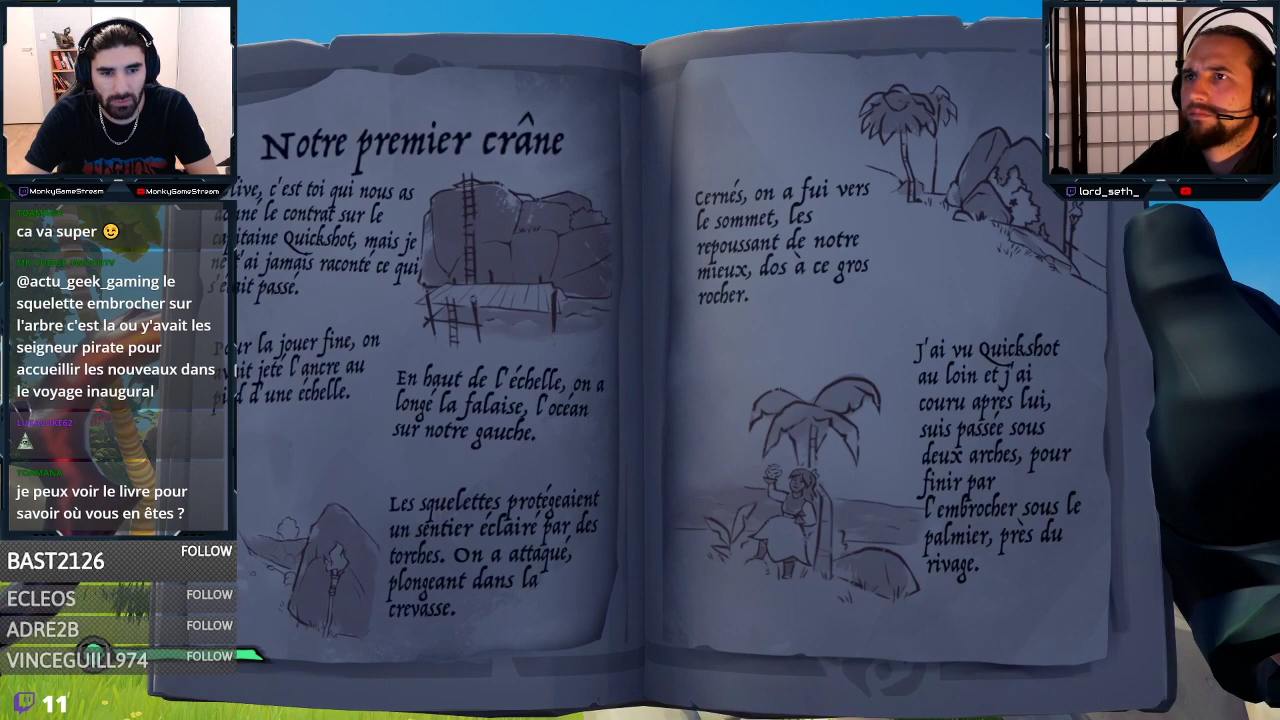 MonkyGameStream MonkyGameStream
lord_seth_
ca va super 😉
@actu_geek_gaming le
squelette embrocher sur
l'arbre c'est la ou y'avait les
seigneur pirate pour
accueillir les nouveaux dans
le voyage inaugural
TOAMANA
je peux voir le livre pour
savoir où vous en êtes ?
BAST2126 FOLLOW
ECLEOS FOLLOW
ADRE2B FOLLOW
VINCEGUILL974 FOLLOW
11
Notre premier crâne
c'est toi qui nous as
le contrat sur le
Quickshot, mais je
jamais raconté ce qui
passe.
la jouer fine, on
jeté l'ancre au
d'une échelle.
En haut de l'échelle, on a
longé la falaise, l'océan
sur notre gauche.
Les squelettes protégeaient
un sentier éclairé par des
torches. On a attaqué,
plongeant dans la
crevasse.
Cernés, on a fui vers
le sommet, les
repoussant de notre
mieux, dos à ce gros
rocher.
J'ai vu Quickshot
au loin et j'ai
couru après lui,
suis passée sous
deux arches, pour
finir par
l'embrocher sous le
palmier, près du
rivage.